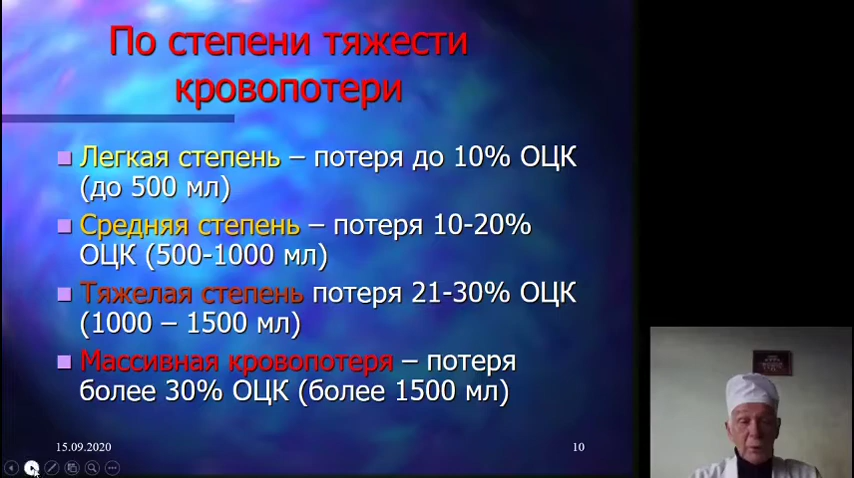 По степени тяжести
кровопотери
Легкая степень – потеря до 10% ОЦК
(до 500 мл)
Средняя степень – потеря 10-20%
ОЦК (500-1000 мл)
Тяжелая степень потеря 21-30% ОЦК
(1000 – 1500 мл)
Массивная кровопотеря – потеря
более 30% ОЦК (более 1500 мл)
15.09.2020
10